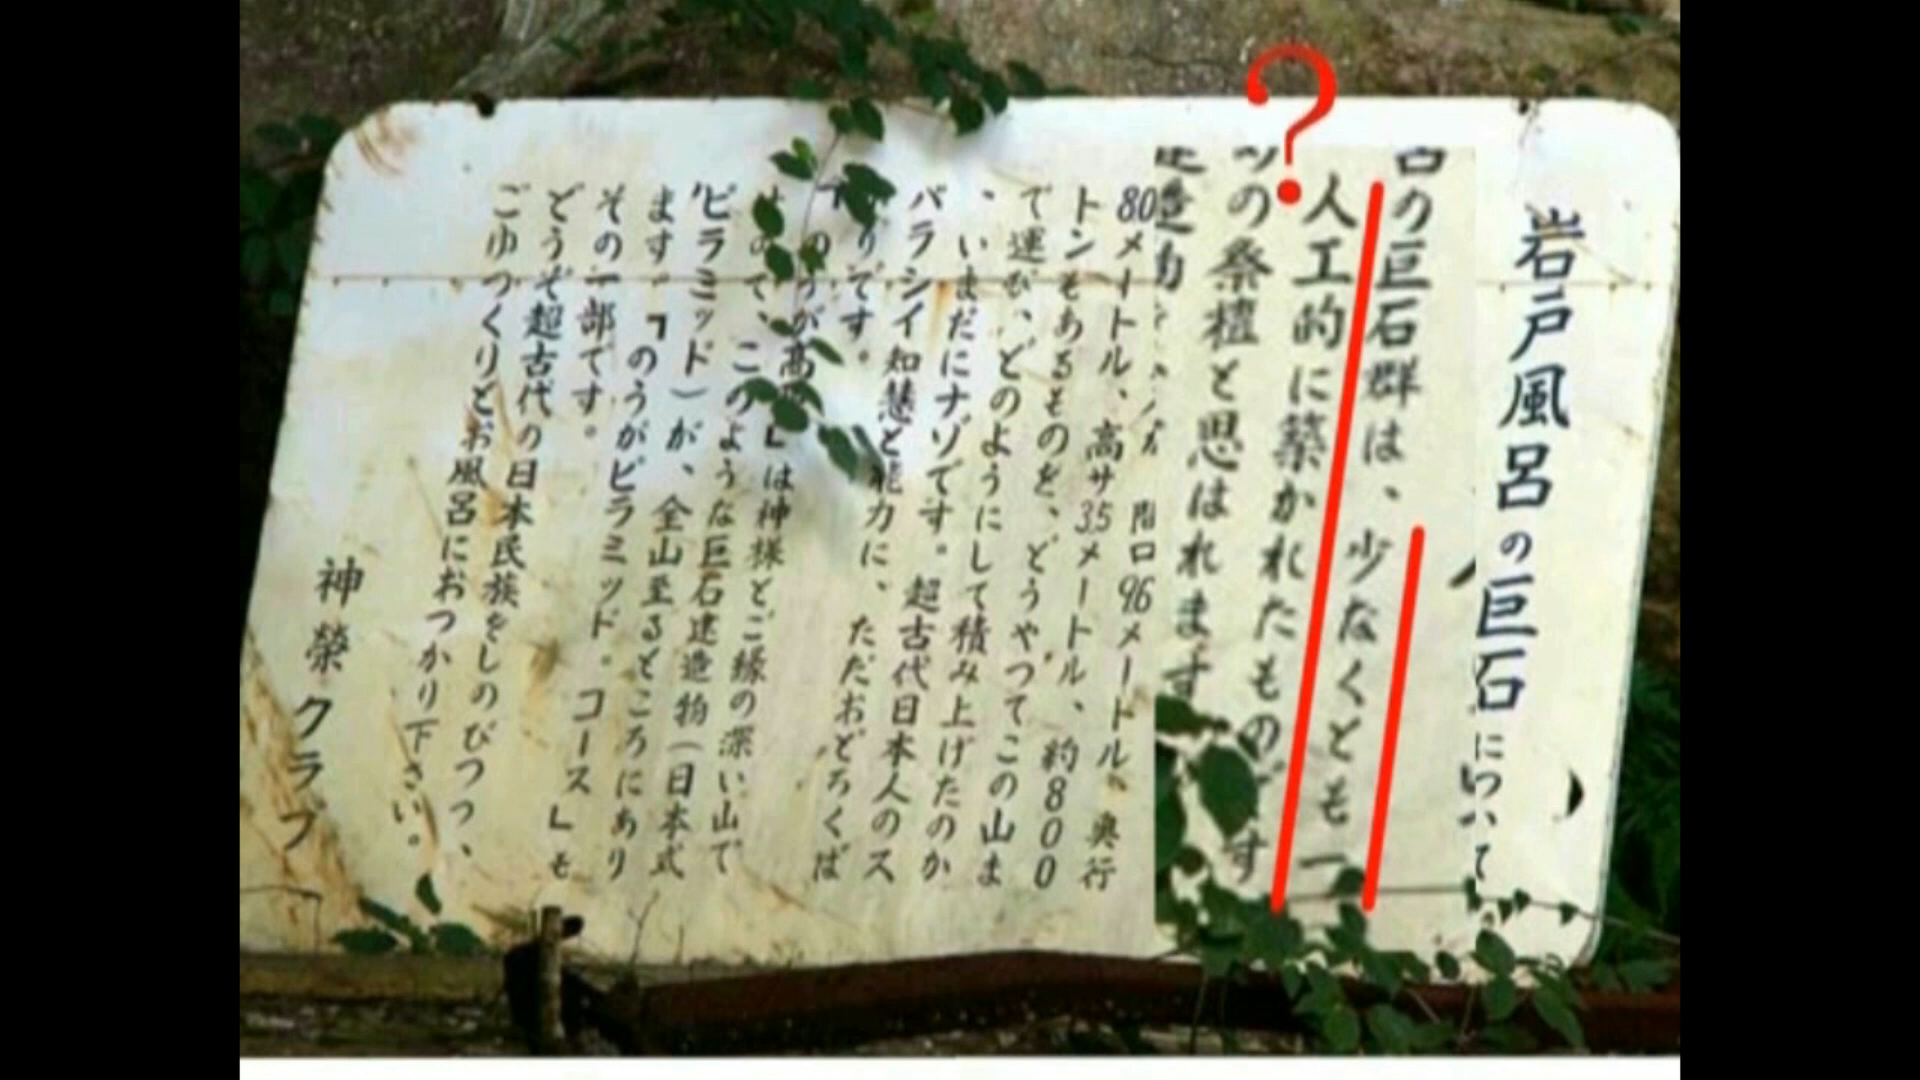 岩戸風呂の巨石について
の巨石群は、少なくとも一
人工的に築かれたもの
の祭壇と思はれます
80メートル、高サ35メートル、約800
トンもあるものを、どうやってこの山ま
で運び、どのようにして積み上げたのか
、いまだにナゾです。超古代日本人のス
バラシイ知慧と能力に、ただおどろくば
りです。
は神様とご縁の深い山で
て、このような巨石建造物(日本式
ピラミッド)が、全山至るところにあり
ます。「のうがピラミッド。コース」も
その一部です。
どうぞ超古代の日本民族をしのびつつ、
ごゆつくりとお風呂におつかり下さい。
神榮クラブ